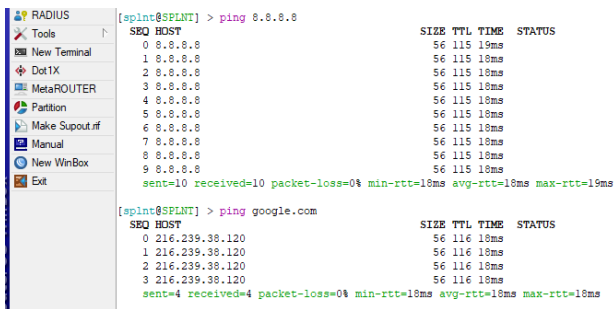 RADIUS
Tools
New Terminal
Dot1X
MetaROUTER
Partition
Make Supout.rif
Manual
New WinBox
Exit
[splnt@SPLNT] > ping 8.8.8.8
SEQ HOST SIZE TTL TIME STATUS
0 8.8.8.8 56 115 19ms
1 8.8.8.8 56 115 18ms
2 8.8.8.8 56 115 18ms
3 8.8.8.8 56 115 18ms
4 8.8.8.8 56 115 18ms
5 8.8.8.8 56 115 18ms
6 8.8.8.8 56 115 18ms
7 8.8.8.8 56 115 18ms
8 8.8.8.8 56 115 18ms
9 8.8.8.8 56 115 18ms
sent=10 received=10 packet-loss=0% min-rtt=18ms avg-rtt=18ms max-rtt=19ms
[splnt@SPLNT] > ping google.com
SEQ HOST SIZE TTL TIME STATUS
0 216.239.38.120 56 116 18ms
1 216.239.38.120 56 116 18ms
2 216.239.38.120 56 116 18ms
3 216.239.38.120 56 116 18ms
sent=4 received=4 packet-loss=0% min-rtt=18ms avg-rtt=18ms max-rtt=18ms